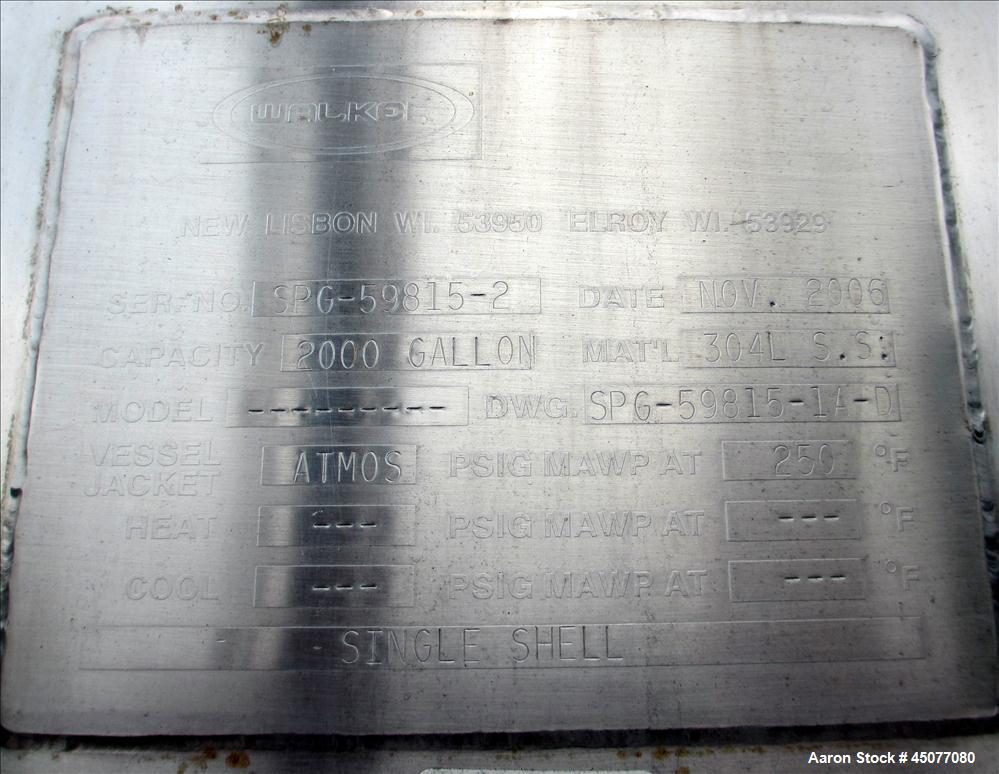 WALKER
NEW LISBON WI. 53950 ELROY WI. 53929
SER. NO. SPG-59815-2 DATE NOV. 2006
CAPACITY 2000 GALLON MAT'L 304L S.S.
MODEL --------- DWG. SPG-59815-1A-D
VESSEL ATMOS PSIG MAWP AT 250 °F
JACKET
HEAT --- PSIG MAWP AT --- °F
COOL --- PSIG MAWP AT --- °F
- - SINGLE SHELL
Aaron Stock # 45077080